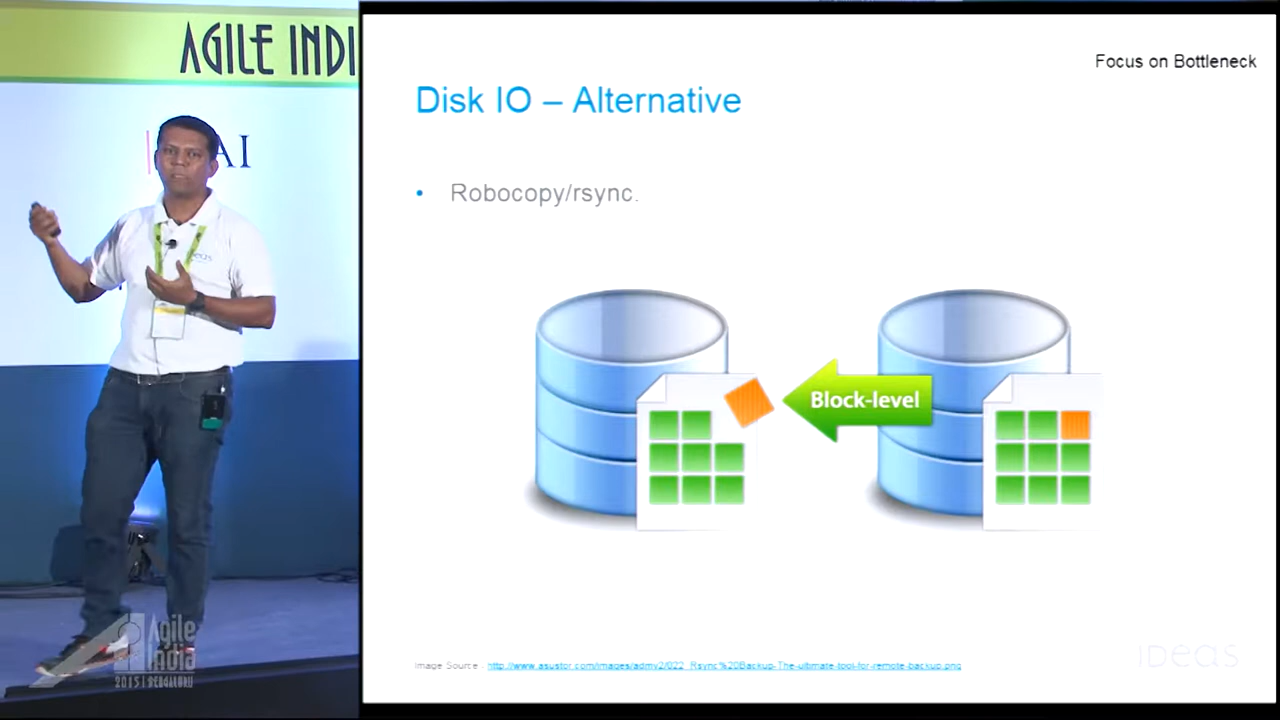 AGILE INDI
AI
Focus on Bottleneck
Disk IO – Alternative
• Robocopy/rsync.
Block-level
Image Source - http://www.asustor.com/images/admv2/022_Rsync%20Backup-The-ultimate-tool-for-remote-backup.png
IDeaS
Agile
India
2015 | BENGALURU